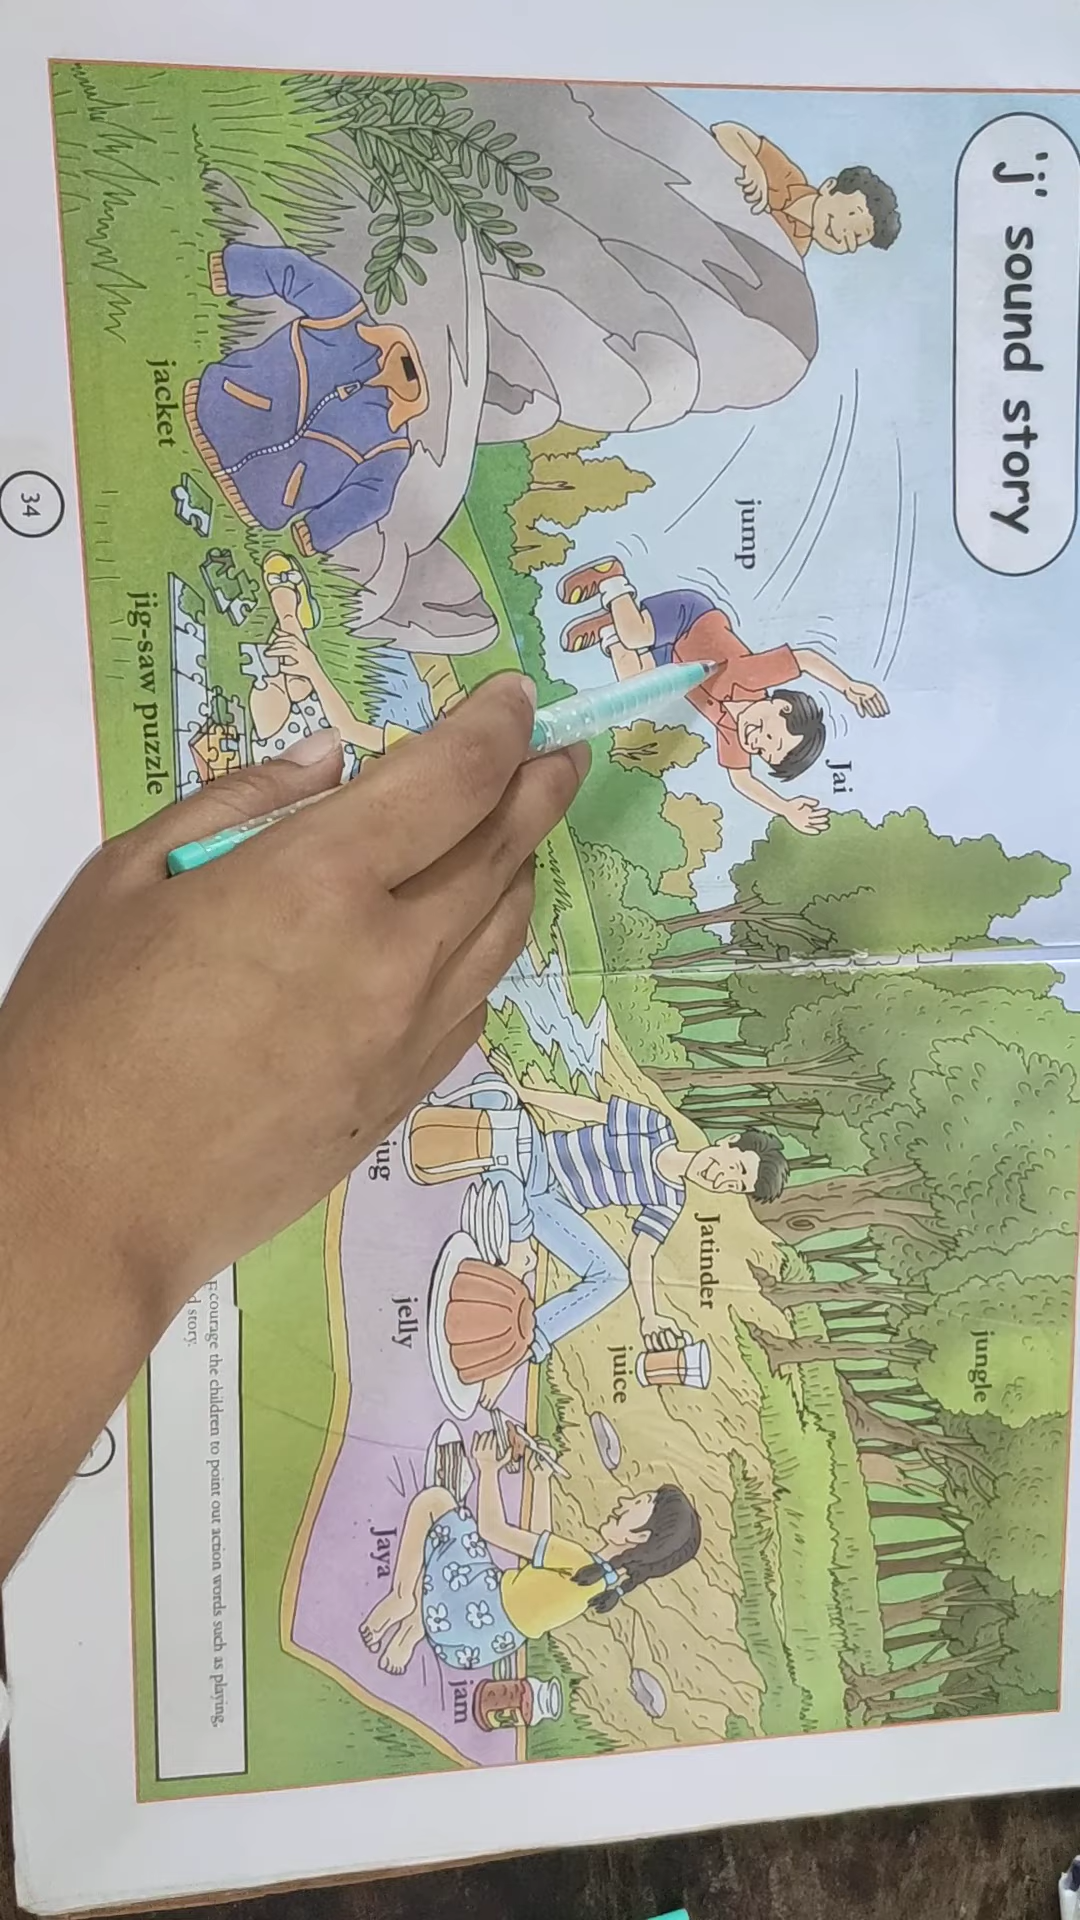 'j' sound story
Jai
jump
jungle
Jatinder
juice
jug
jelly
Jaya
jam
jacket
jig-saw puzzle
courage the children to point out action words such as playing,
story.
34